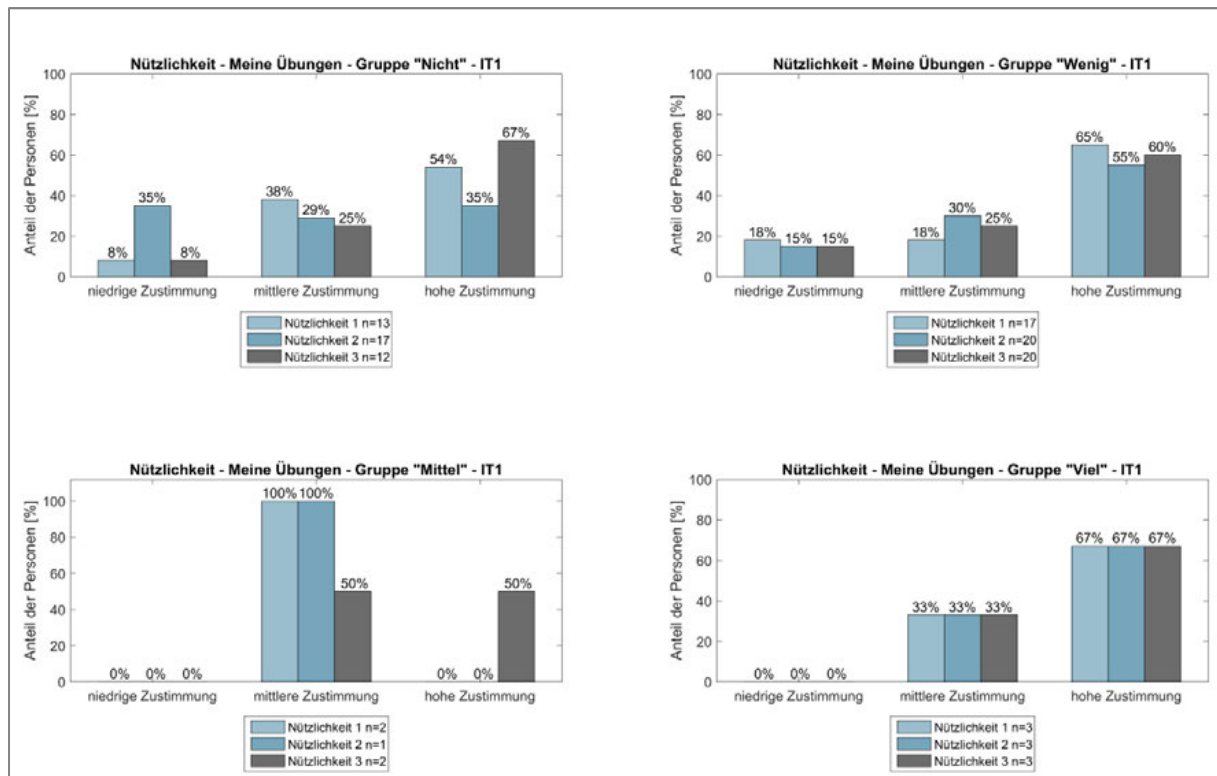 Nützlichkeit - Meine Übungen - Gruppe "Nicht" - IT1
Anteil der Personen [%]
100
80
60
40
20
0
8%
35%
8%
38%
29%
25%
54%
35%
67%
niedrige Zustimmung
mittlere Zustimmung
hohe Zustimmung
Nützlichkeit 1 n=13
Nützlichkeit 2 n=17
Nützlichkeit 3 n=12
Nützlichkeit - Meine Übungen - Gruppe "Wenig" - IT1
Anteil der Personen [%]
100
80
60
40
20
0
18%
15%
15%
18%
30%
25%
65%
55%
60%
niedrige Zustimmung
mittlere Zustimmung
hohe Zustimmung
Nützlichkeit 1 n=17
Nützlichkeit 2 n=20
Nützlichkeit 3 n=20
Nützlichkeit - Meine Übungen - Gruppe "Mittel" - IT1
Anteil der Personen [%]
100
80
60
40
20
0
0%
0%
0%
100%
100%
50%
0%
0%
50%
niedrige Zustimmung
mittlere Zustimmung
hohe Zustimmung
Nützlichkeit 1 n=2
Nützlichkeit 2 n=1
Nützlichkeit 3 n=2
Nützlichkeit - Meine Übungen - Gruppe "Viel" - IT1
Anteil der Personen [%]
100
80
60
40
20
0
0%
0%
0%
33%
33%
33%
67%
67%
67%
niedrige Zustimmung
mittlere Zustimmung
hohe Zustimmung
Nützlichkeit 1 n=3
Nützlichkeit 2 n=3
Nützlichkeit 3 n=3